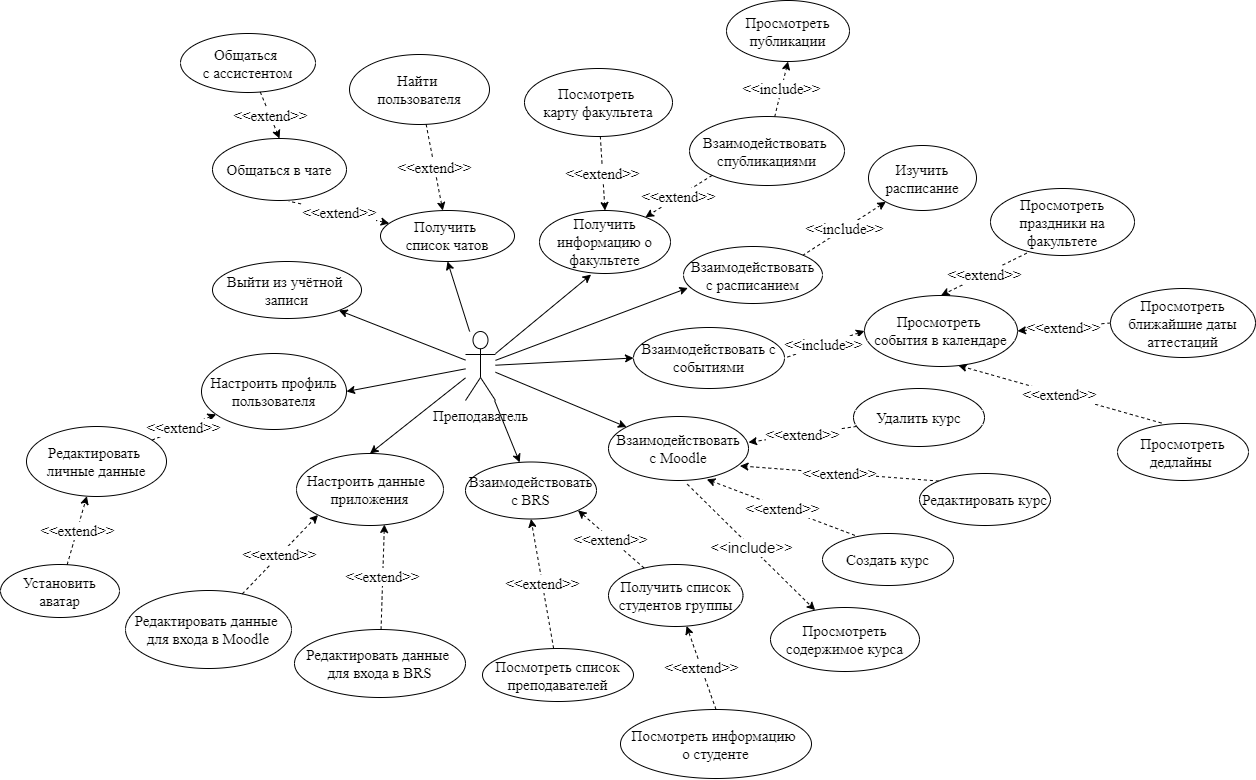 Просмотреть
публикации
Общаться
с ассистентом
Найти
пользователя
Посмотреть
карту факультета
<<include>>
<<extend>>
Взаимодействовать
спубликациями
Общаться в чате
<<extend>>
<<extend>>
Изучить
расписание
<<extend>>
<<extend>>
Получить
список чатов
Получить
информацию о
факультете
<<include>>
Просмотреть
праздники на
факультете
Взаимодействовать
с расписанием
<<extend>>
Выйти из учётной
записи
Просмотреть
события в календаре
<<extend>>
Просмотреть
ближайшие даты
аттестаций
Взаимодействовать с
событиями
<<include>>
Настроить профиль
пользователя
<<extend>>
Преподаватель
Удалить курс
<<extend>>
<<extend>>
Взаимодействовать
с Moodle
Просмотреть
дедлайны
Редактировать
личные данные
Настроить данные
приложения
Взаимодействовать
с BRS
<<extend>>
Редактировать курс
<<extend>>
<<extend>>
<<extend>>
<<extend>>
<<include>>
Создать курс
<<extend>>
<<extend>>
Установить
аватар
Получить список
студентов группы
Редактировать данные
для входа в Moodle
Просмотреть
содержимое курса
Редактировать данные
для входа в BRS
Посмотреть список
преподавателей
<<extend>>
Посмотреть информацию
о студенте